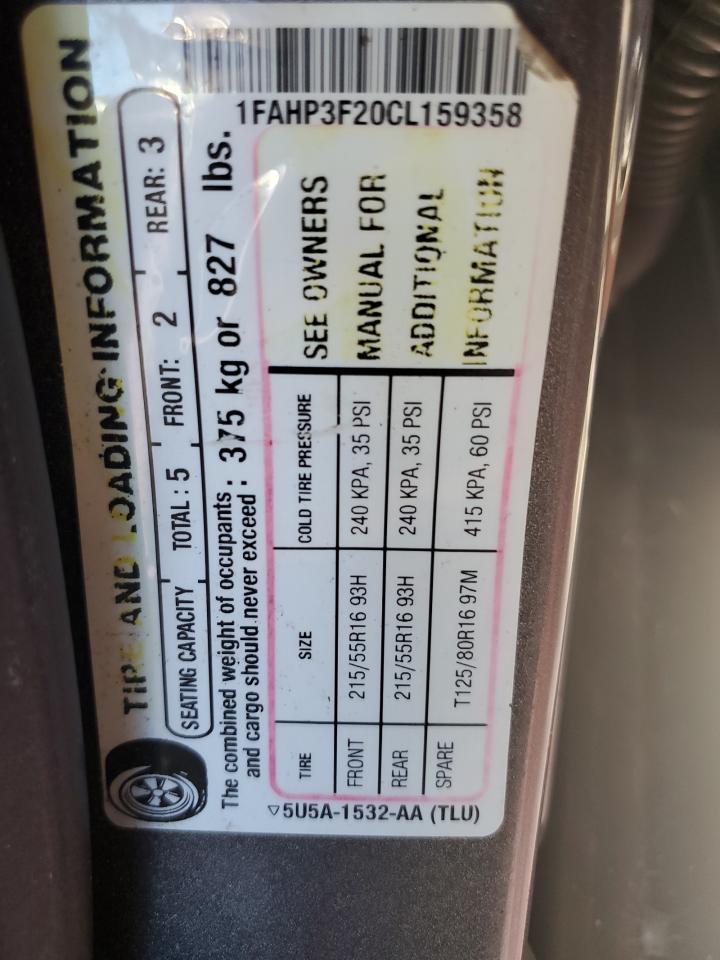 1FAHP3F20CL159358
TIRE AND LOADING INFORMATION
SEATING CAPACITY TOTAL : 5 FRONT: 2 REAR: 3
The combined weight of occupants
and cargo should never exceed : 375 kg or 827 lbs.
TIRE SIZE COLD TIRE PRESSURE
FRONT 215/55R16 93H 240 KPA, 35 PSI
REAR 215/55R16 93H 240 KPA, 35 PSI
SPARE T125/80R16 97M 415 KPA, 60 PSI
SEE OWNERS
MANUAL FOR
ADDITIONAL
INFORMATION
▽5U5A-1532-AA (TLU)